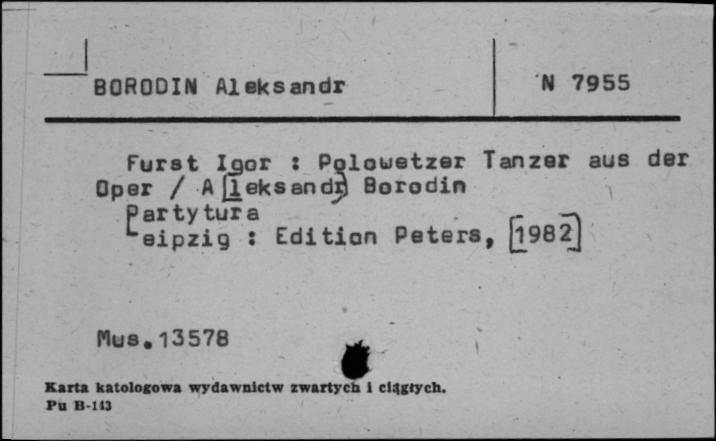 BORODIN Aleksandr N 7955
Furst Igor : Polowetzer Tanzer aus der
Oper / A[leksandr] Borodin
Partytura
Leipzig : Edition Peters, [1982]
Mus.13578
Karta katologowa wydawnictw zwartych i ciągłych.
Pu B-143